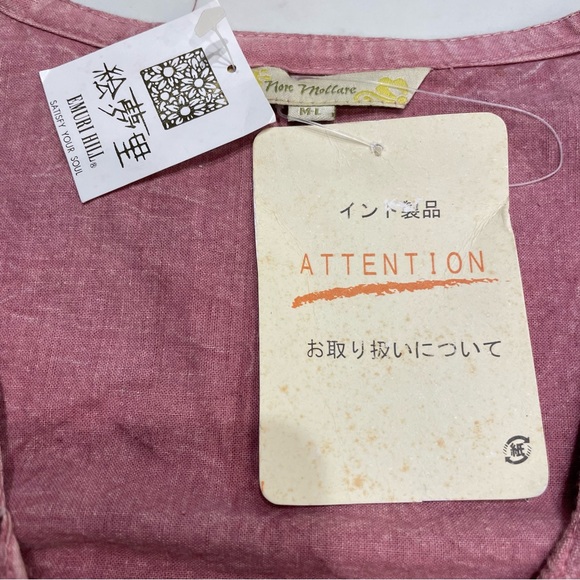 絵夢里
EMURI HILL®
SATISFY YOUR SOUL
Non Mollare
M-L
インド製品
ATTENTION
お取り扱いについて
紙